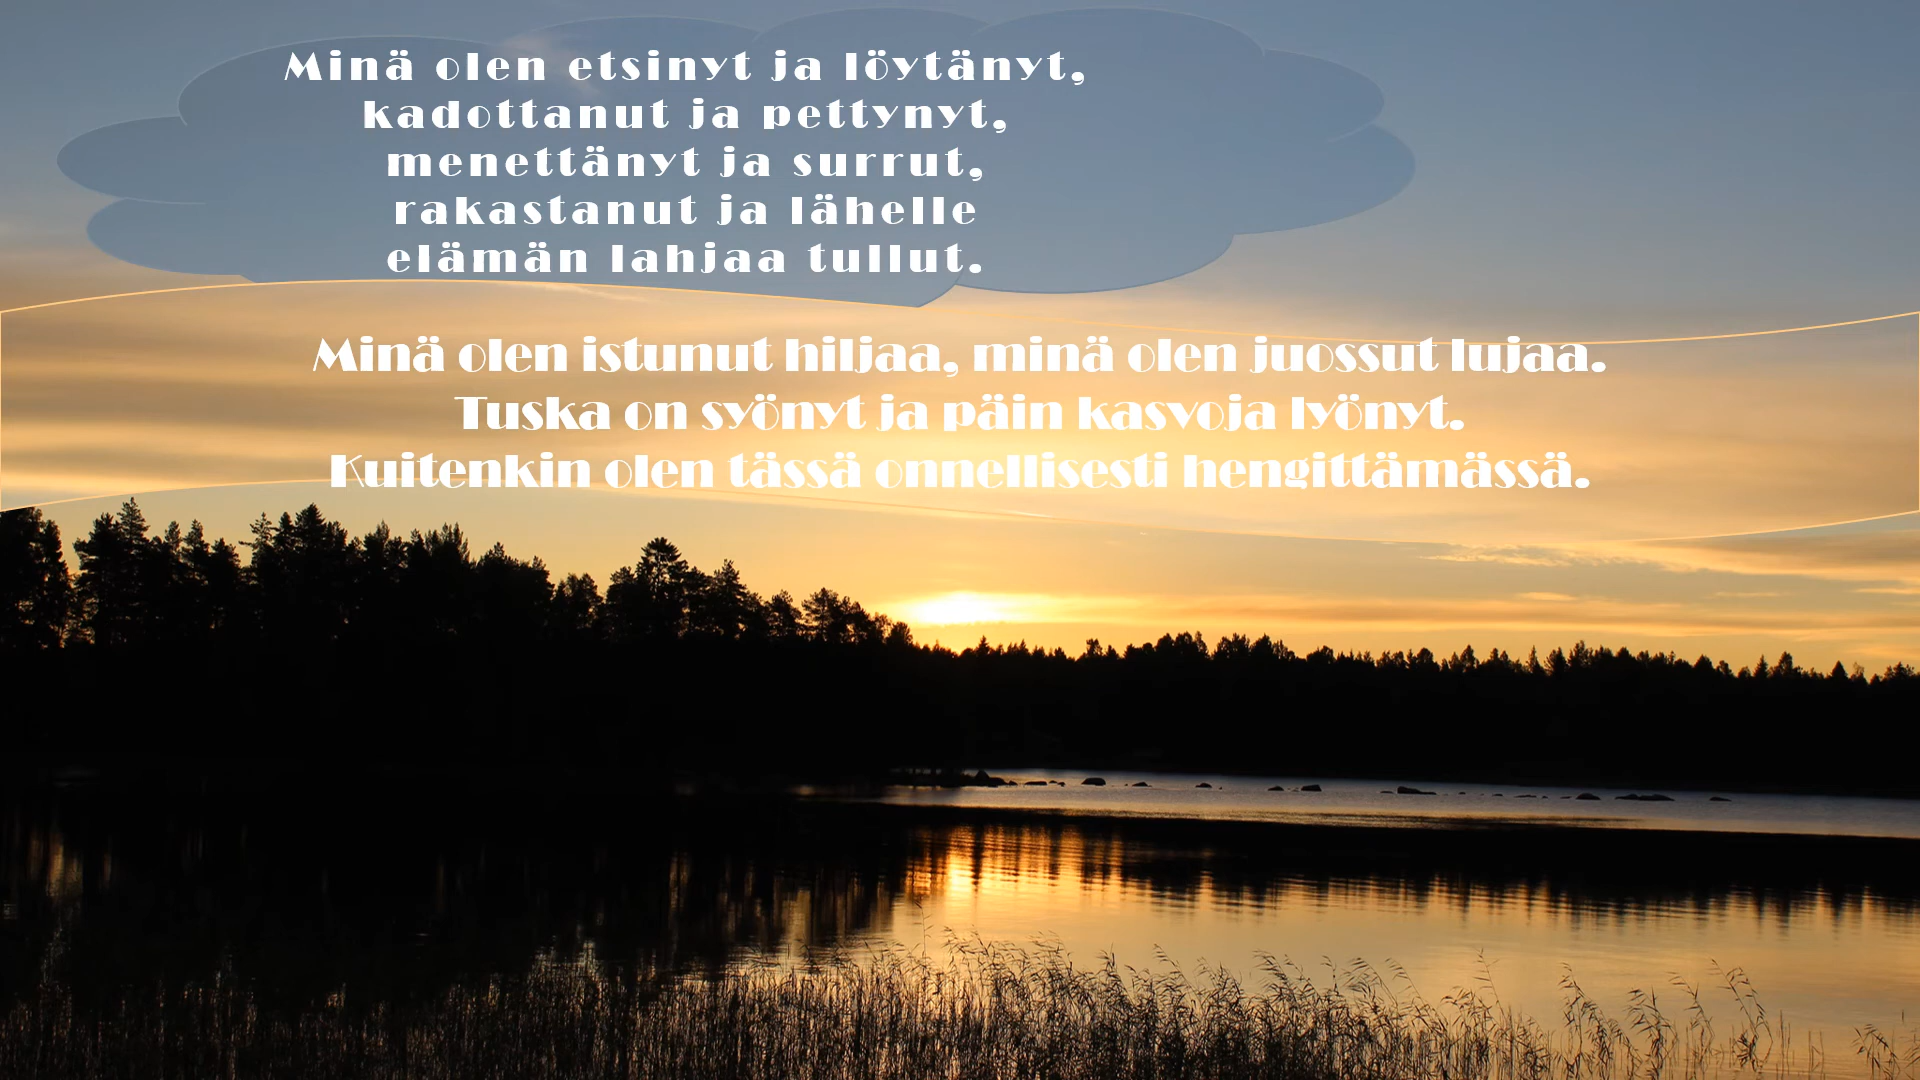 Minä olen etsinyt ja löytänyt,
kadottanut ja pettynyt,
menettänyt ja surrut,
rakastanut ja lähelle
elämän lahjaa tullut.
Minä olen istunut hiljaa, minä olen juossut lujaa.
Tuska on syönyt ja päin kasvoja lyönyt.
Kuitenkin olen tässä onnellisesti hengittämässä.